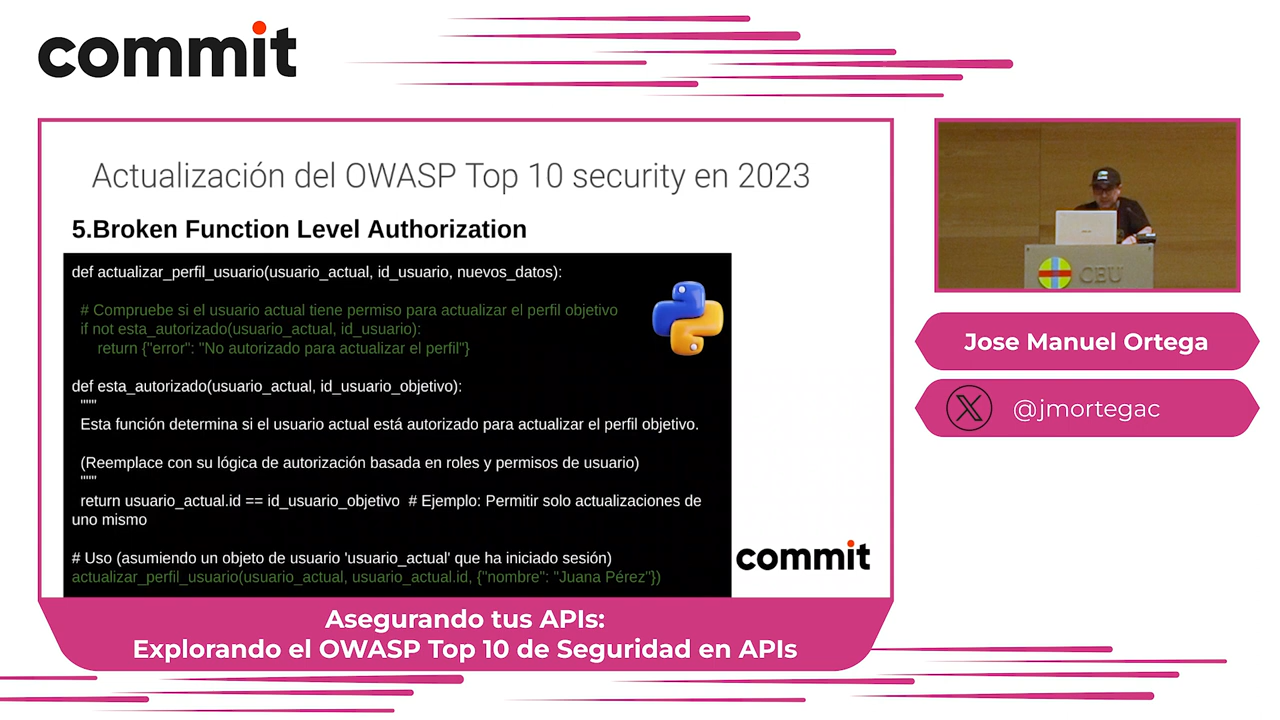 commit
Actualización del OWASP Top 10 security en 2023
5.Broken Function Level Authorization
def actualizar_perfil_usuario(usuario_actual, id_usuario, nuevos_datos):
# Compruebe si el usuario actual tiene permiso para actualizar el perfil objetivo
if not esta_autorizado(usuario_actual, id_usuario):
return {"error": "No autorizado para actualizar el perfil"}
def esta_autorizado(usuario_actual, id_usuario_objetivo):
"""
Esta función determina si el usuario actual está autorizado para actualizar el perfil objetivo.
(Reemplace con su lógica de autorización basada en roles y permisos de usuario)
"""
return usuario_actual.id == id_usuario_objetivo # Ejemplo: Permitir solo actualizaciones de
uno mismo
# Uso (asumiendo un objeto de usuario 'usuario_actual' que ha iniciado sesión)
actualizar_perfil_usuario(usuario_actual, usuario_actual.id, {"nombre": "Juana Pérez"})
commit
Asegurando tus APIs:
Explorando el OWASP Top 10 de Seguridad en APIs
CEU
Jose Manuel Ortega
@jmortegac